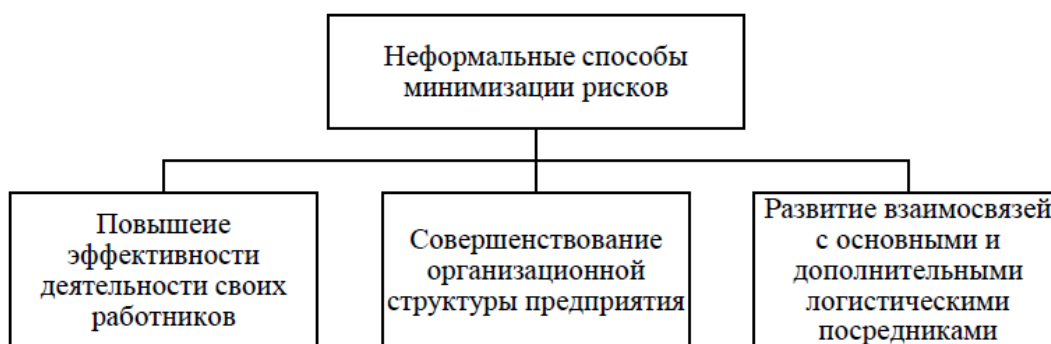 Неформальные способы
минимизации рисков
Повышеие
эффективности
деятельности своих
работников
Совершенствование
организационной
структуры предприятия
Развитие взаимосвязей
с основными и
дополнительными
логистическими
посредниками